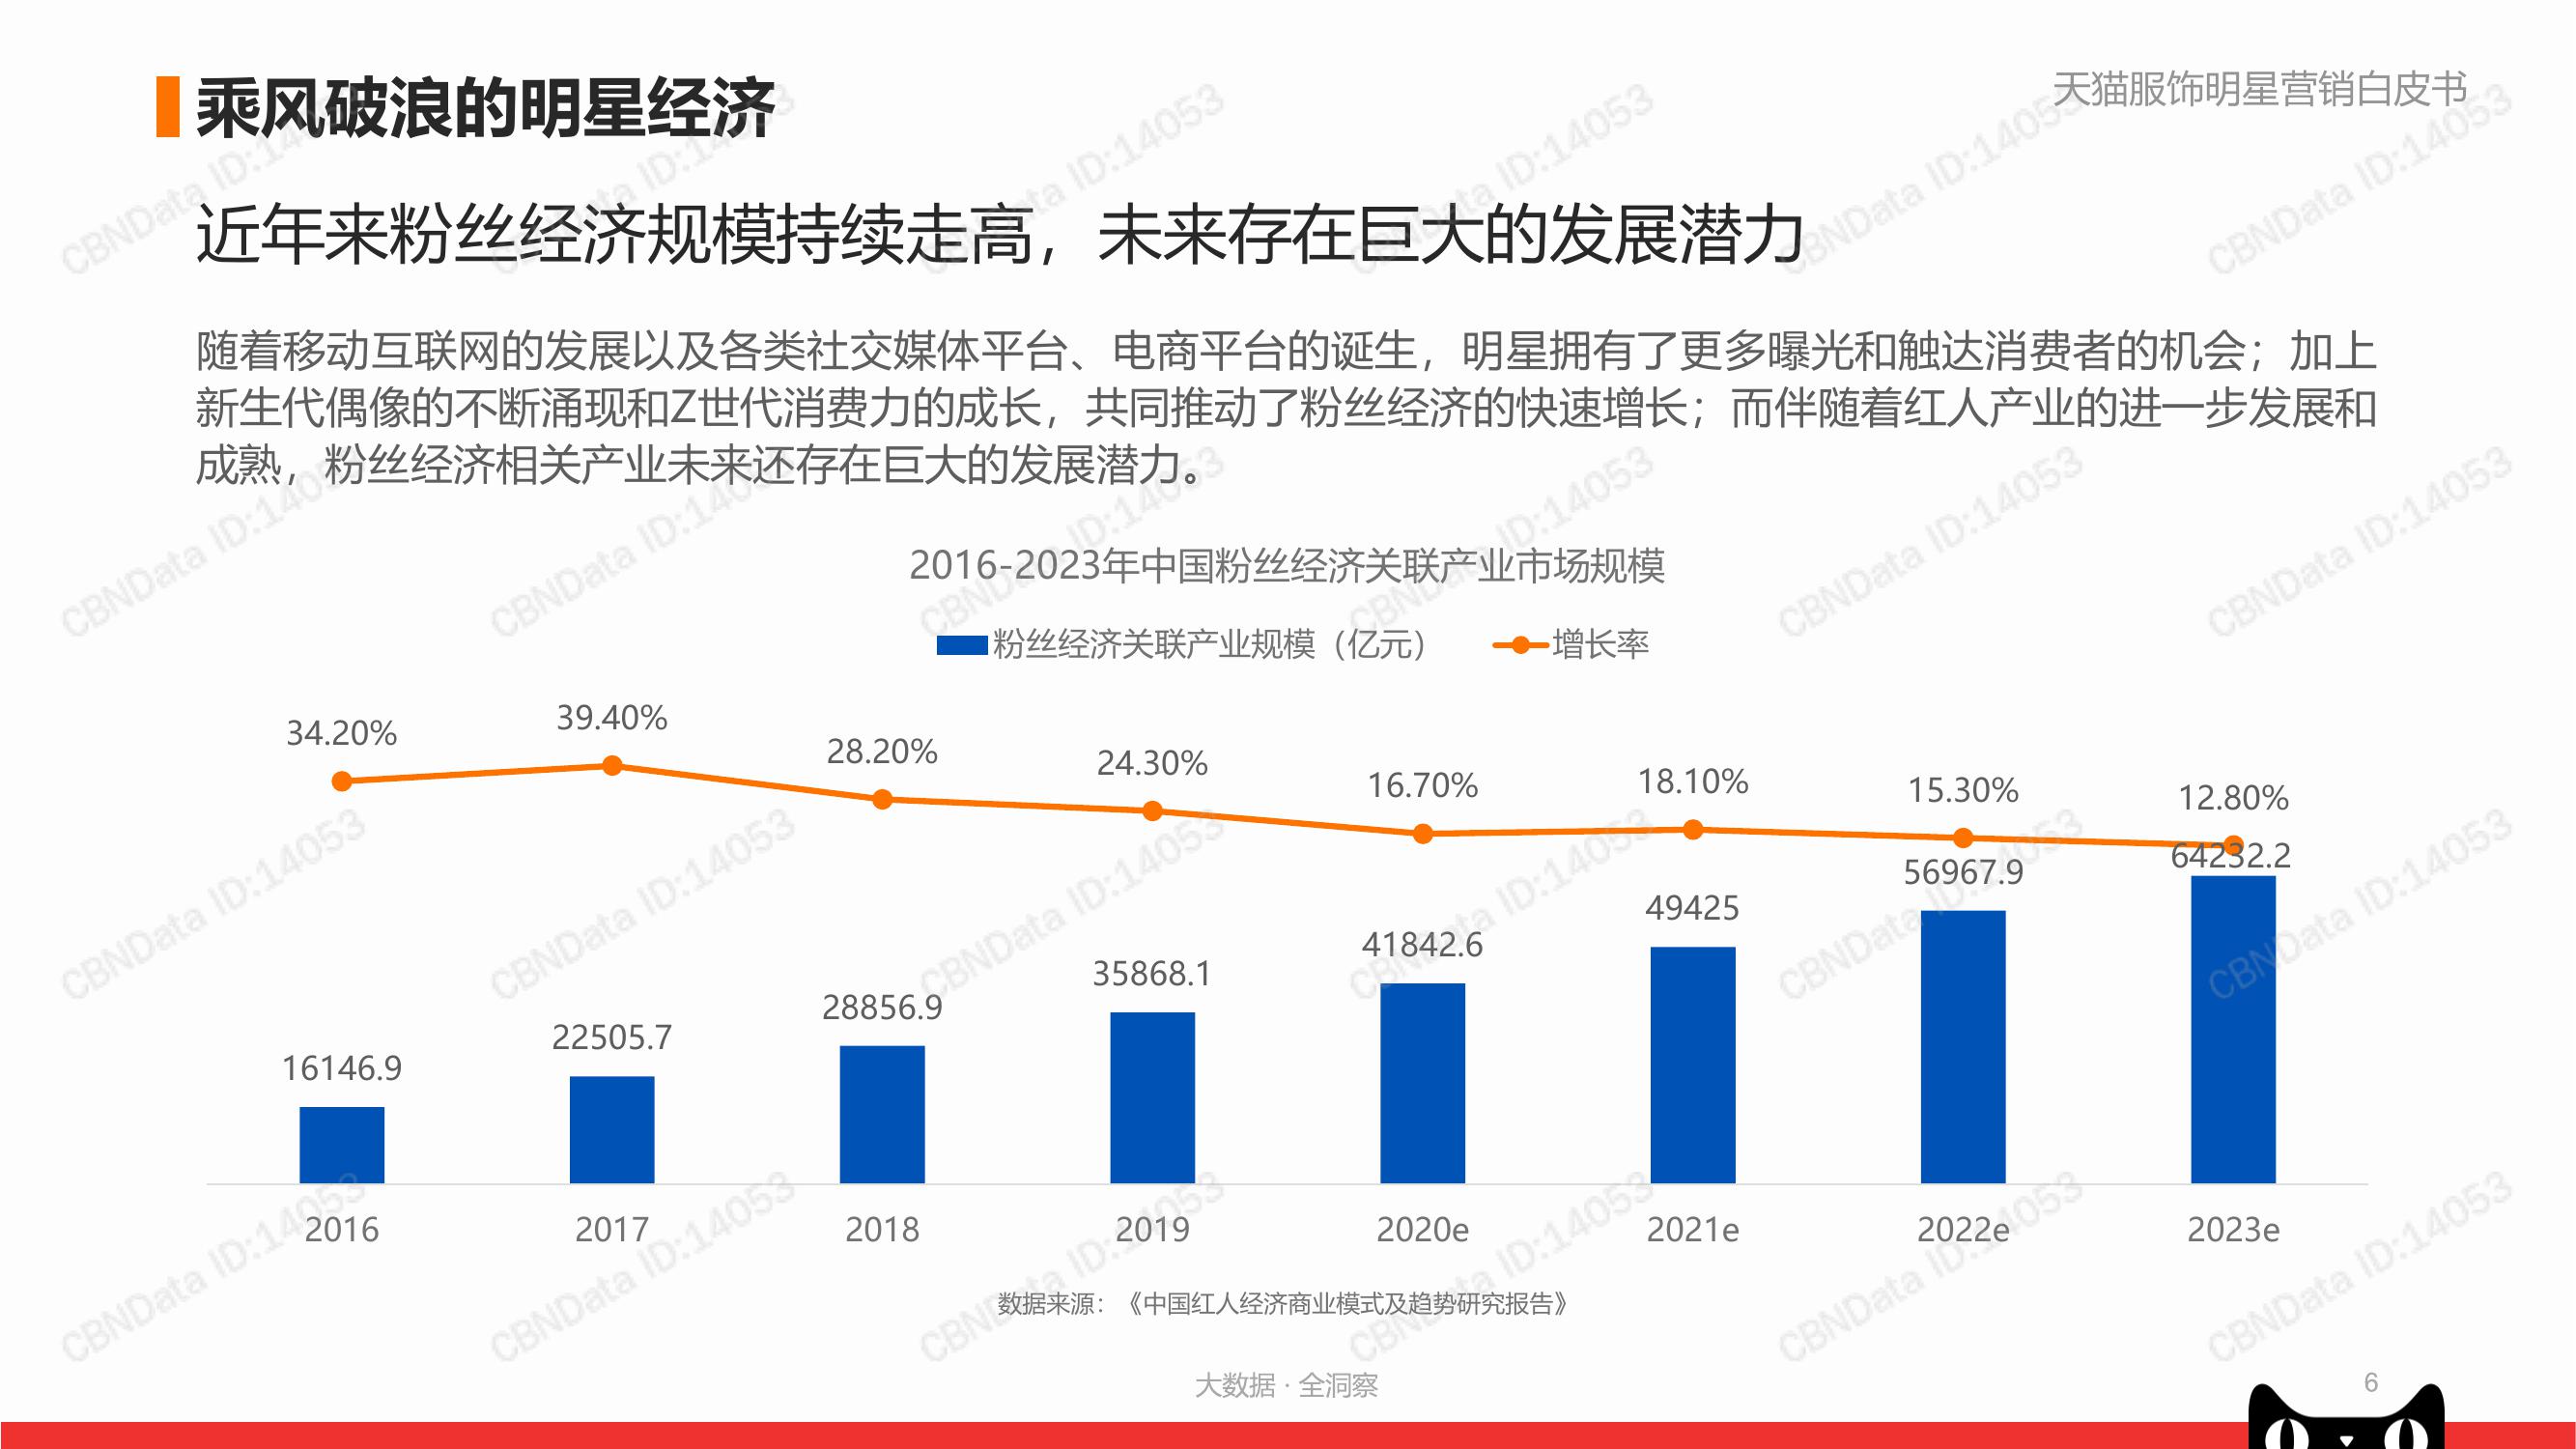 乘风破浪的明星经济
天猫服饰明星营销白皮书
近年来粉丝经济规模持续走高，未来存在巨大的发展潜力
随着移动互联网的发展以及各类社交媒体平台、电商平台的诞生，明星拥有了更多曝光和触达消费者的机会；加上
新生代偶像的不断涌现和Z世代消费力的成长，共同推动了粉丝经济的快速增长；而伴随着红人产业的进一步发展和
成熟，粉丝经济相关产业未来还存在巨大的发展潜力。
2016-2023年中国粉丝经济关联产业市场规模
粉丝经济关联产业规模（亿元） 增长率
34.20% 39.40% 28.20% 24.30% 16.70% 18.10% 15.30% 12.80%
16146.9 22505.7 28856.9 35868.1 41842.6 49425 56967.9 64232.2
2016 2017 2018 2019 2020e 2021e 2022e 2023e
数据来源：《中国红人经济商业模式及趋势研究报告》
大数据 · 全洞察
6
CBNData ID:14053